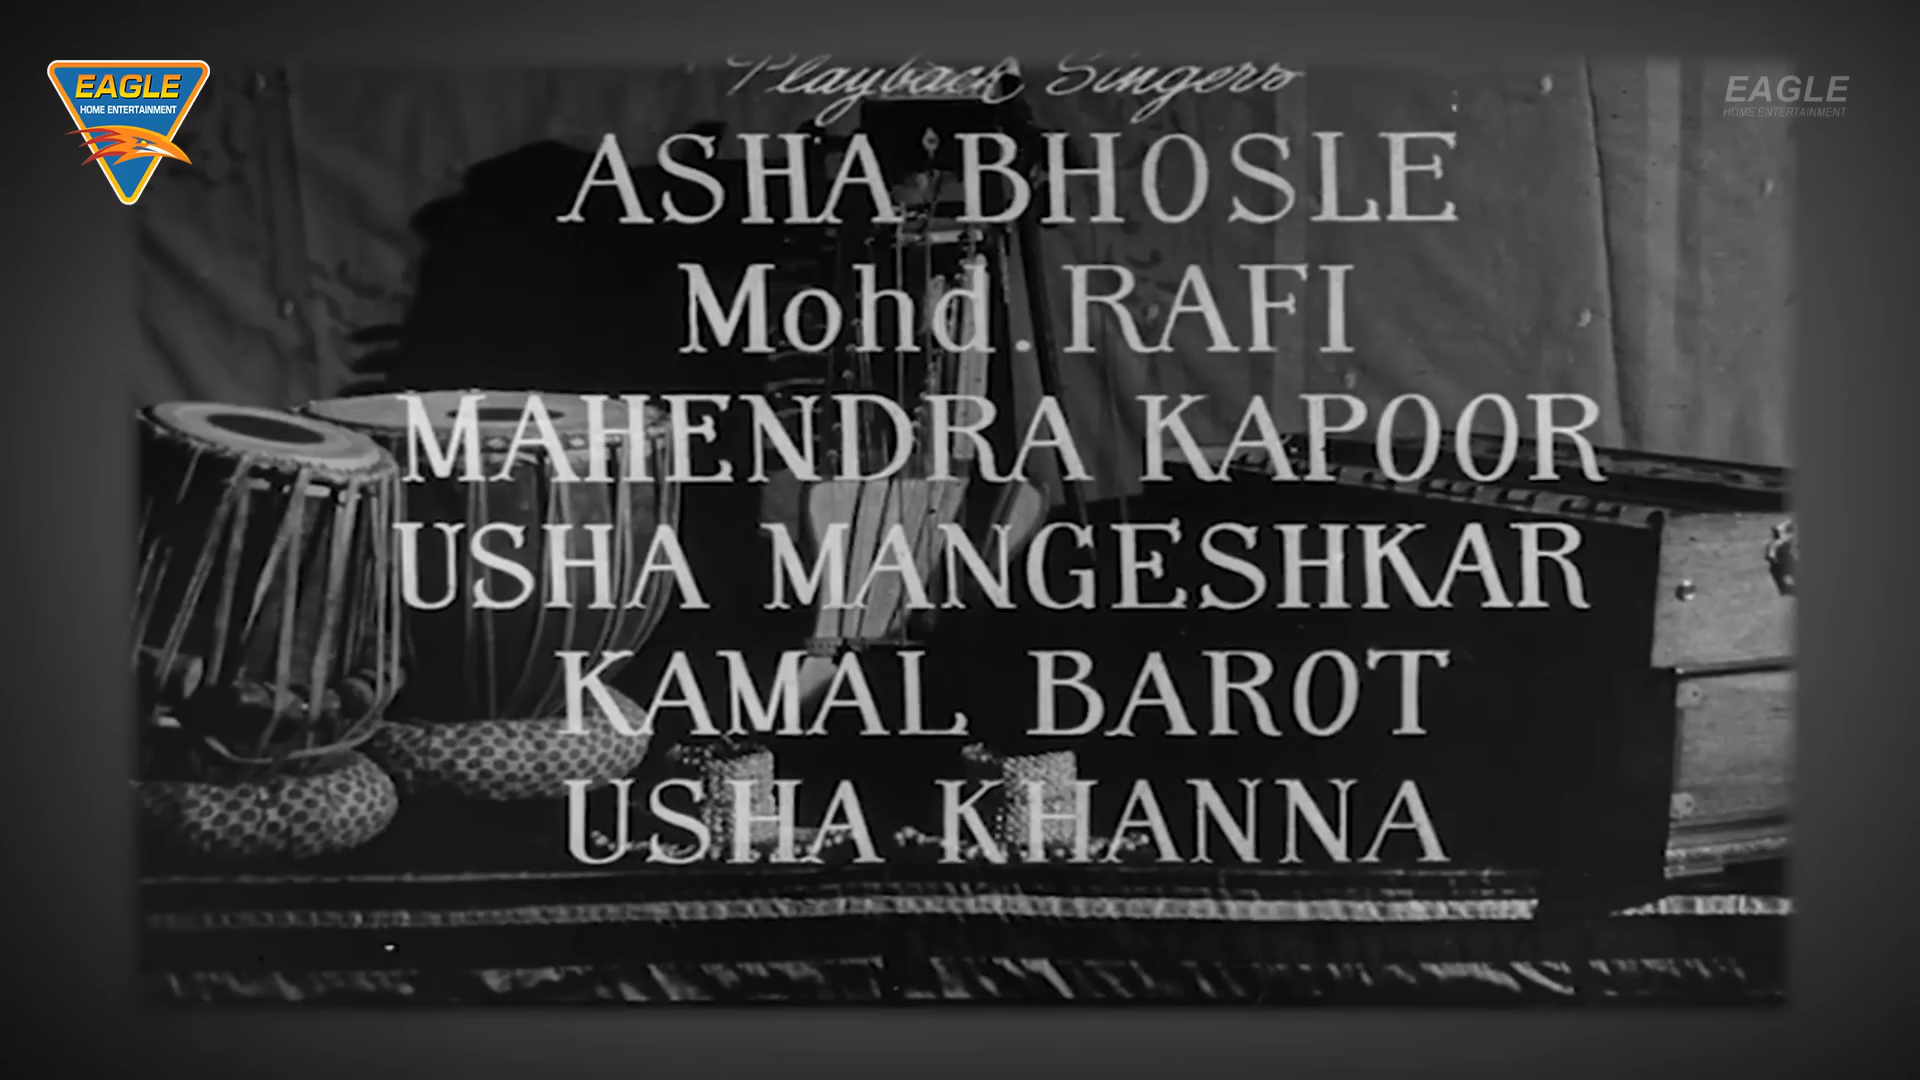 EAGLE
HOME ENTERTAINMENT
EAGLE
HOME ENTERTAINMENT
Playback Singers
ASHA BHOSLE
Mohd. RAFI
MAHENDRA KAPOOR
USHA MANGESHKAR
KAMAL BAROT
USHA KHANNA